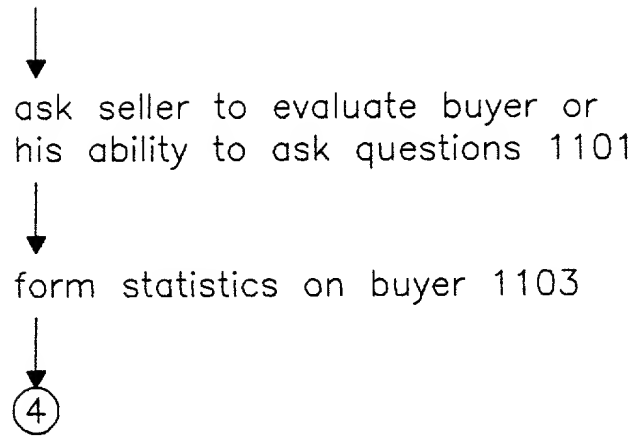 ask seller to evaluate buyer or
his ability to ask questions 1101
form statistics on buyer 1103
4